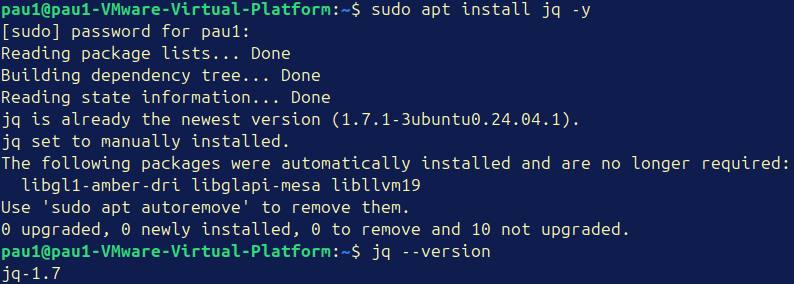 pau1@pau1-VMware-Virtual-Platform:~$ sudo apt install jq -y
[sudo] password for pau1:
Reading package lists... Done
Building dependency tree... Done
Reading state information... Done
jq is already the newest version (1.7.1-3ubuntu0.24.04.1).
jq set to manually installed.
The following packages were automatically installed and are no longer required:
  libgl1-amber-dri libglapi-mesa libllvm19
Use 'sudo apt autoremove' to remove them.
0 upgraded, 0 newly installed, 0 to remove and 10 not upgraded.
pau1@pau1-VMware-Virtual-Platform:~$ jq --version
jq-1.7